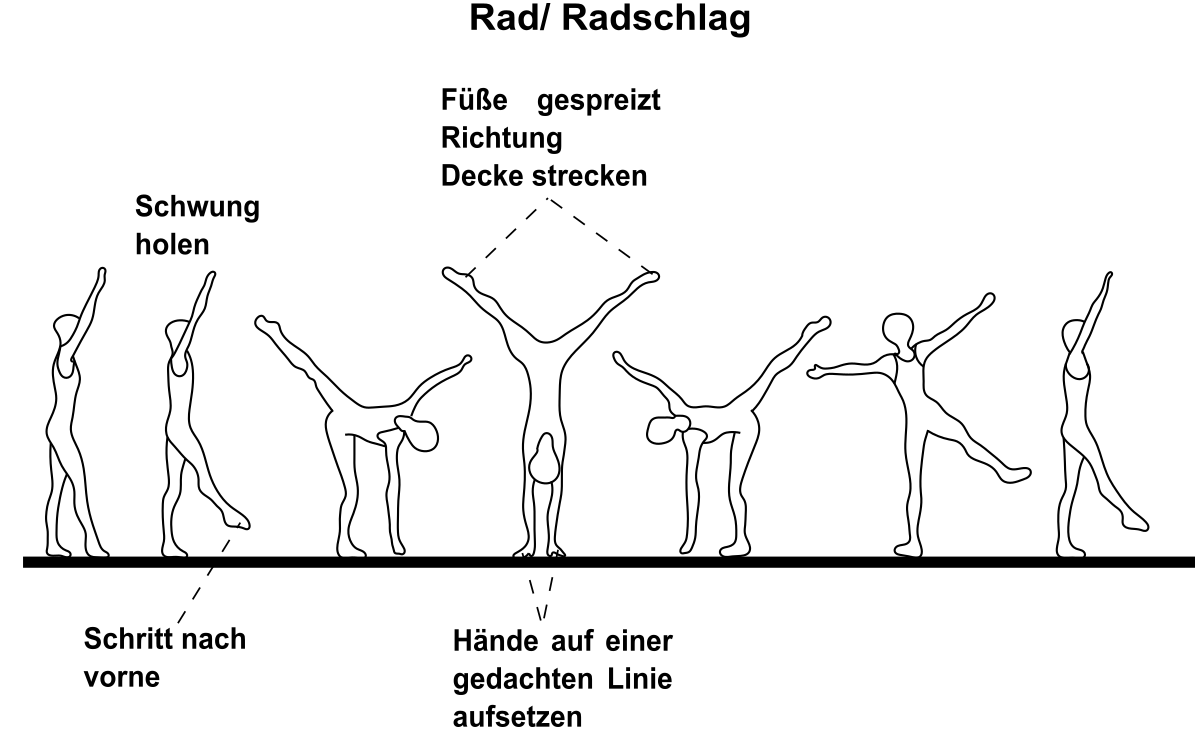 Rad/ Radschlag
Füße gespreizt
Richtung
Decke strecken
Schwung
holen
Schritt nach
vorne
Hände auf einer
gedachten Linie
aufsetzen